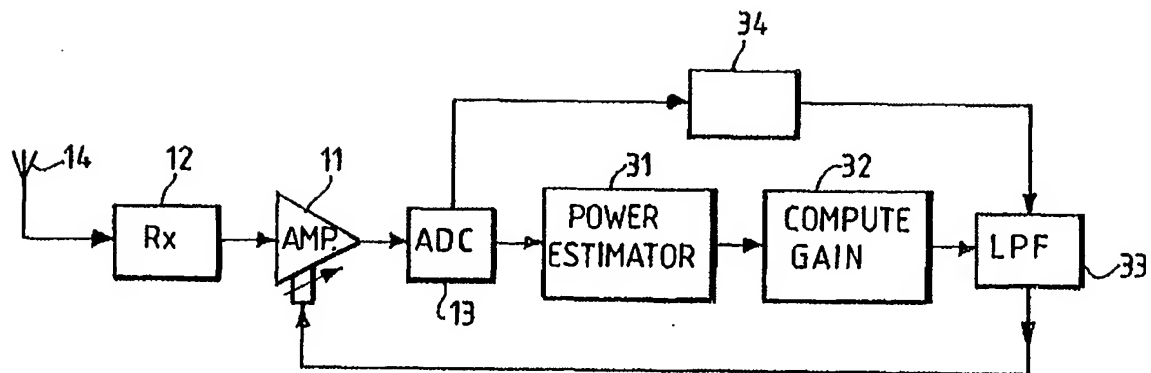 34
14
12
11
31
32
Rx
AMP.
ADC
POWER
ESTIMATOR
COMPUTE
GAIN
LPF
13
33